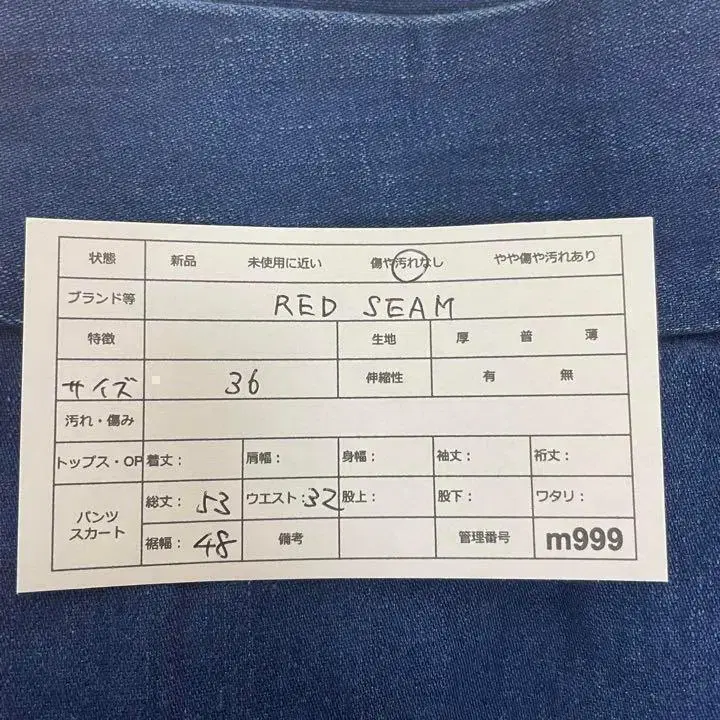 状態 新品 未使用に近い 傷や汚れなし やや傷や汚れあり
ブランド等 RED SEAM
特徴 生地 厚 普 薄
サイズ 36 伸縮性 有 無
汚れ・傷み
トップス・OP 着丈: 肩幅: 身幅: 袖丈: 裄丈:
パンツ スカート 総丈: 53 ウエスト: 32 股上: 股下: ワタリ:
裾幅: 48 備考 管理番号 m999